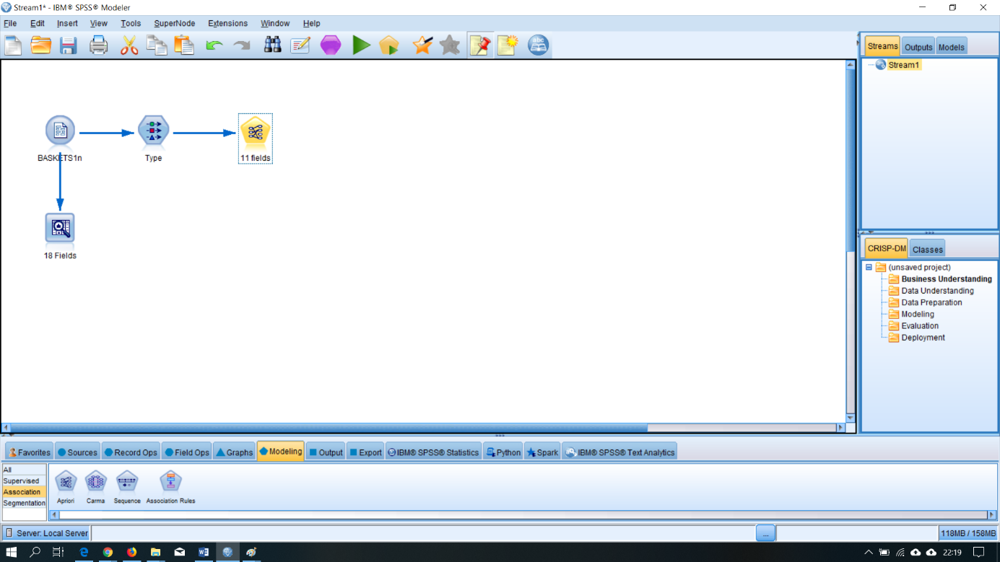 Stream1* - IBM® SPSS® Modeler
File Edit Insert View Tools SuperNode Extensions Window Help
abc
Streams Outputs Models
Stream1
BASKETS1n Type 11 fields
18 Fields
CRISP-DM Classes
(unsaved project)
Business Understanding
Data Understanding
Data Preparation
Modeling
Evaluation
Deployment
Favorites Sources Record Ops Field Ops Graphs Modeling Output Export IBM® SPSS® Statistics Python Spark IBM® SPSS® Text Analytics
All
Supervised
Association
Segmentation
Apriori Carma Sequence Association Rules
Server: Local Server ... 118MB / 158MB
22:19